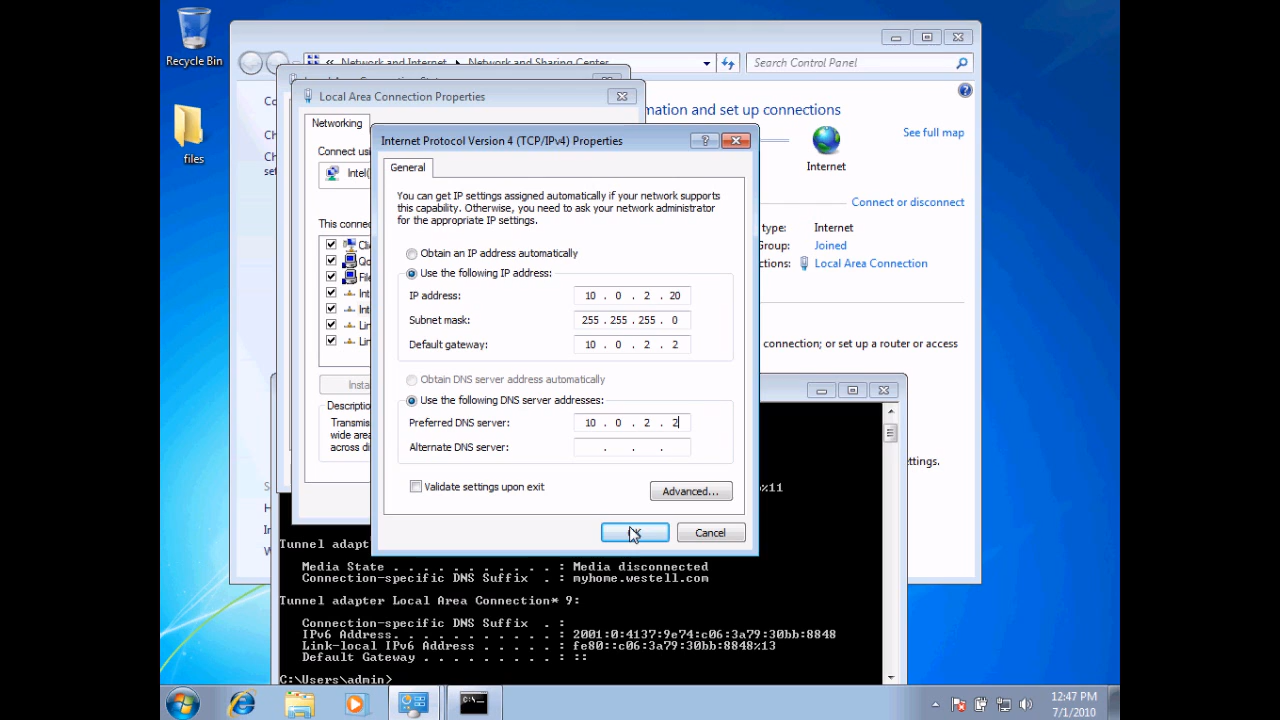 Recycle Bin
files
Network and Internet
Network and Sharing Center
Search Control Panel
Local Area Connection Properties
mation and set up connections
See full map
Internet
Connect or disconnect
type: Internet
Group: Joined
ctions: Local Area Connection
connection; or set up a router or access
ttings.
Networking
Connect usi
Intel(
This connec
Insta
Descriptio
Transmis
wide area
across di
Internet Protocol Version 4 (TCP/IPv4) Properties
General
You can get IP settings assigned automatically if your network supports
this capability. Otherwise, you need to ask your network administrator
for the appropriate IP settings.
Obtain an IP address automatically
Use the following IP address:
IP address: 10 . 0 . 2 . 20
Subnet mask: 255 . 255 . 255 . 0
Default gateway: 10 . 0 . 2 . 2
Obtain DNS server address automatically
Use the following DNS server addresses:
Preferred DNS server: 10 . 0 . 2 . 2
Alternate DNS server: . . .
Validate settings upon exit
Advanced...
Cancel
%11
Tunnel adapt
Media State . . . . . . . . . . . : Media disconnected
Connection-specific DNS Suffix . : myhome.westell.com
Tunnel adapter Local Area Connection* 9:
Connection-specific DNS Suffix . :
IPv6 Address. . . . . . . . . . . : 2001:0:4137:9e74:c06:3a79:30bb:8848
Link-local IPv6 Address . . . . . : fe80::c06:3a79:30bb:8848%13
Default Gateway . . . . . . . . . : ::
C:\Users\admin>
12:47 PM
7/1/2010